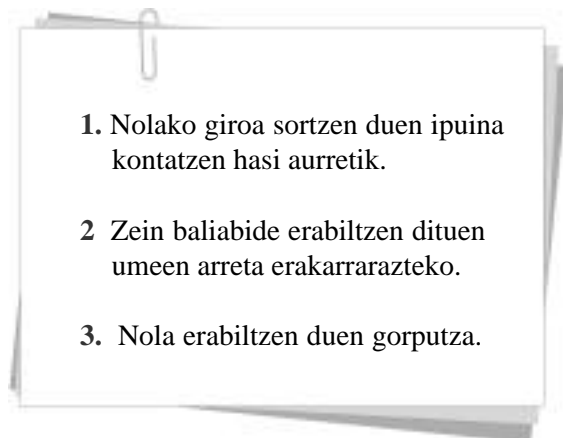 1. Nolako giroa sortzen duen ipuina
kontatzen hasi aurretik.
2 Zein baliabide erabiltzen dituen
umeen arreta erakarrarazteko.
3. Nola erabiltzen duen gorputza.